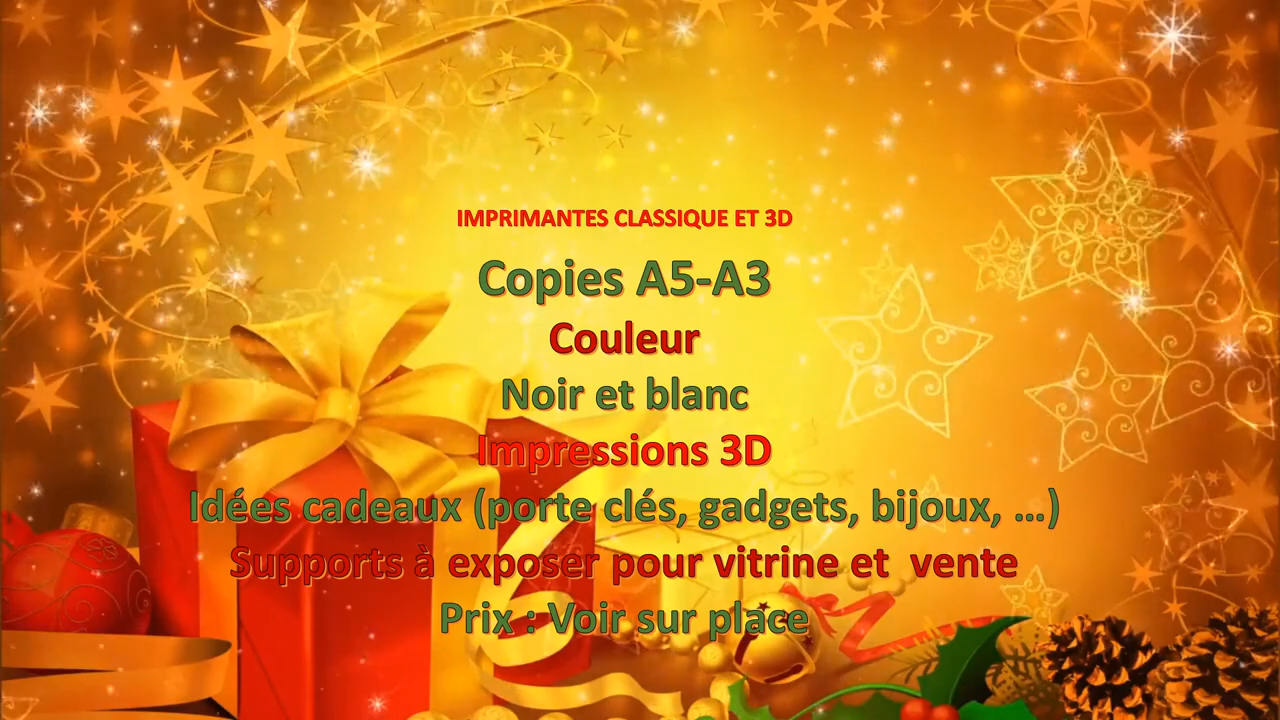 IMPRIMANTES CLASSIQUE ET 3D
Copies A5-A3
Couleur
Noir et blanc
Impressions 3D
Idées cadeaux (porte clés, gadgets, bijoux, ...)
Supports à exposer pour vitrine et  vente
Prix : Voir sur place